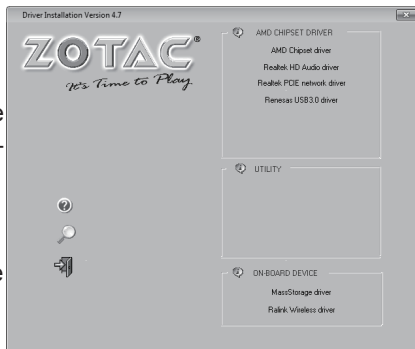 Driver Installation Version 4.7
ZOTAC®
It's Time to Play
AMD CHIPSET DRIVER
AMD Chipset driver
Realtek HD Audio driver
Realtek PCIE network driver
Renesas USB3.0 driver
UTILITY
ON-BOARD DEVICE
MassStorage driver
Ralink Wireless driver